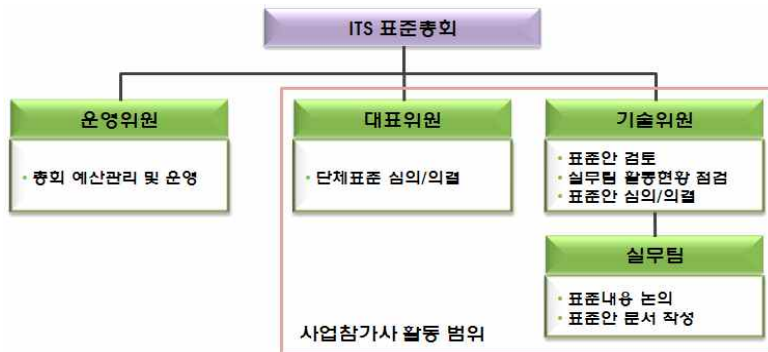 ITS 표준총회
운영위원
• 총회 예산관리 및 운영
대표위원
• 단체표준 심의/의결
기술위원
• 표준안 검토
• 실무팀 활동현황 점검
• 표준안 심의/의결
실무팀
• 표준내용 논의
• 표준안 문서 작성
사업참가사 활동 범위